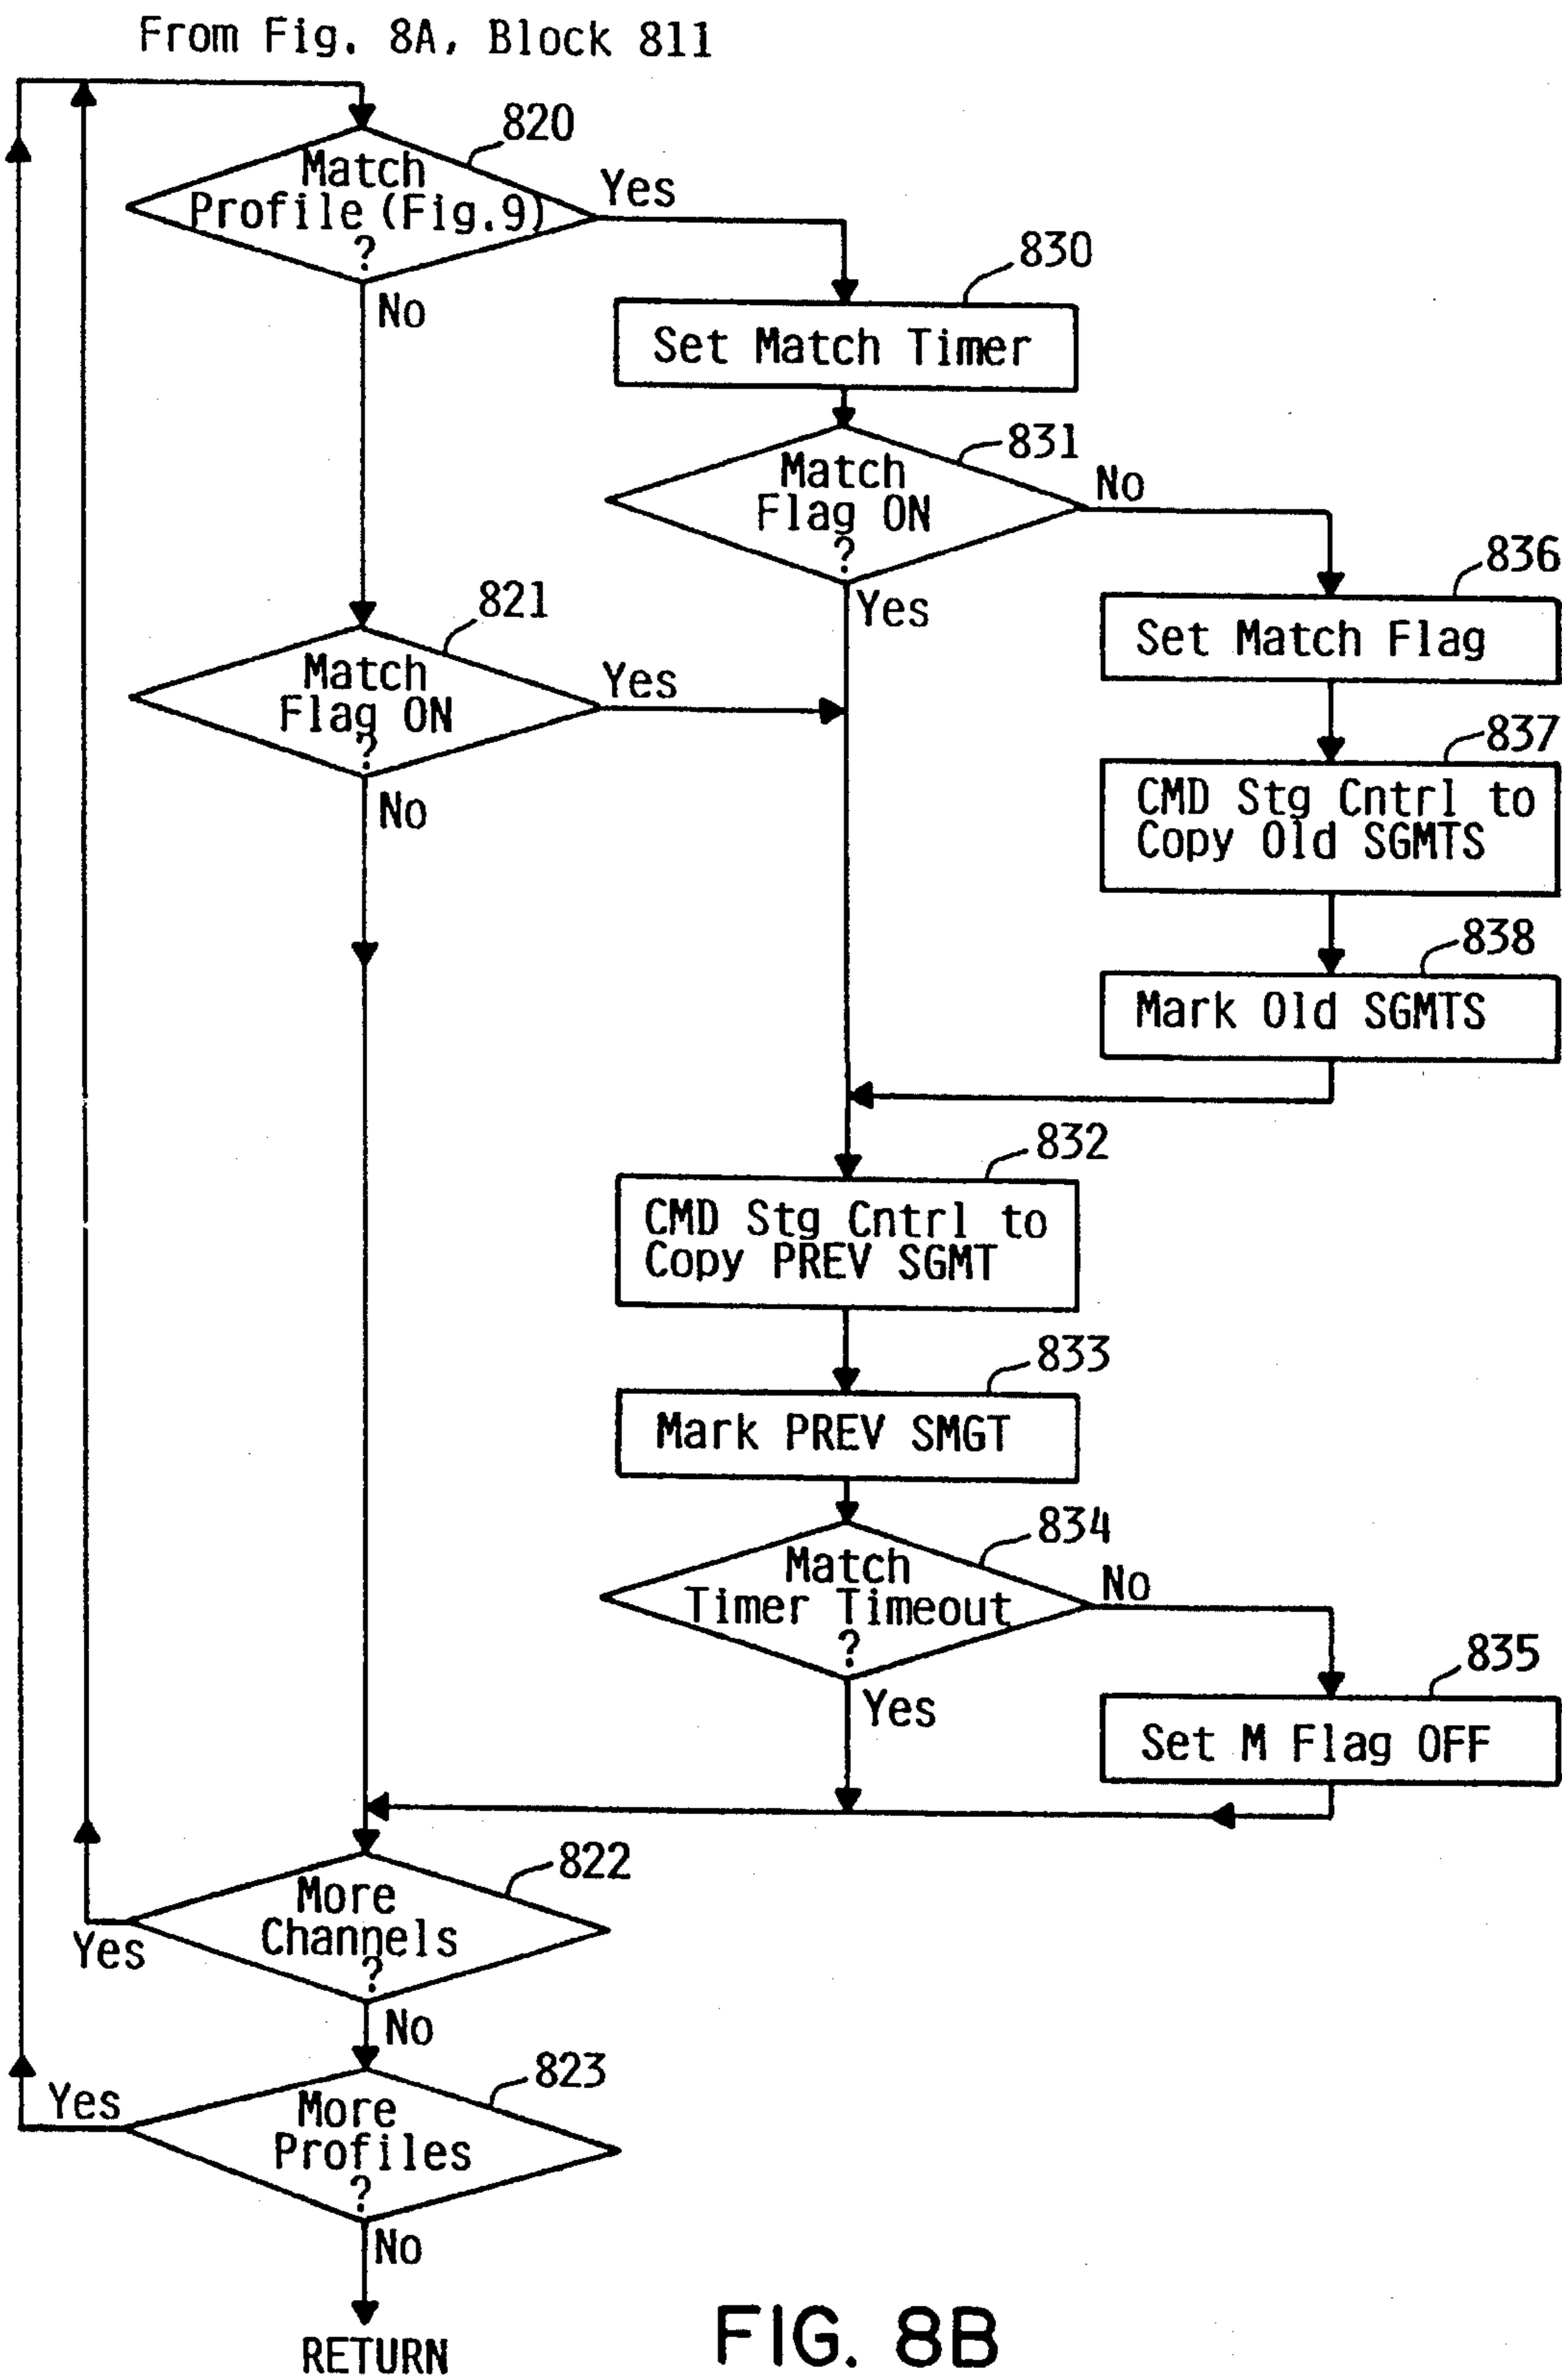 From Fig. 8A, Block 811
820
Match
Profile (Fig.9)
?
Yes
No
830
Set Match Timer
831
Match
Flag ON
?
No
Yes
836
Set Match Flag
821
Match
Flag ON
?
Yes
No
837
CMD Stg Cntrl to
Copy Old SGMTS
838
Mark Old SGMTS
832
CMD Stg Cntrl to
Copy PREV SGMT
833
Mark PREV SMGT
834
Match
Timer Timeout
?
No
Yes
835
Set M Flag OFF
822
More
Channels
?
Yes
No
823
More
Profiles
?
Yes
No
RETURN
FIG. 8B